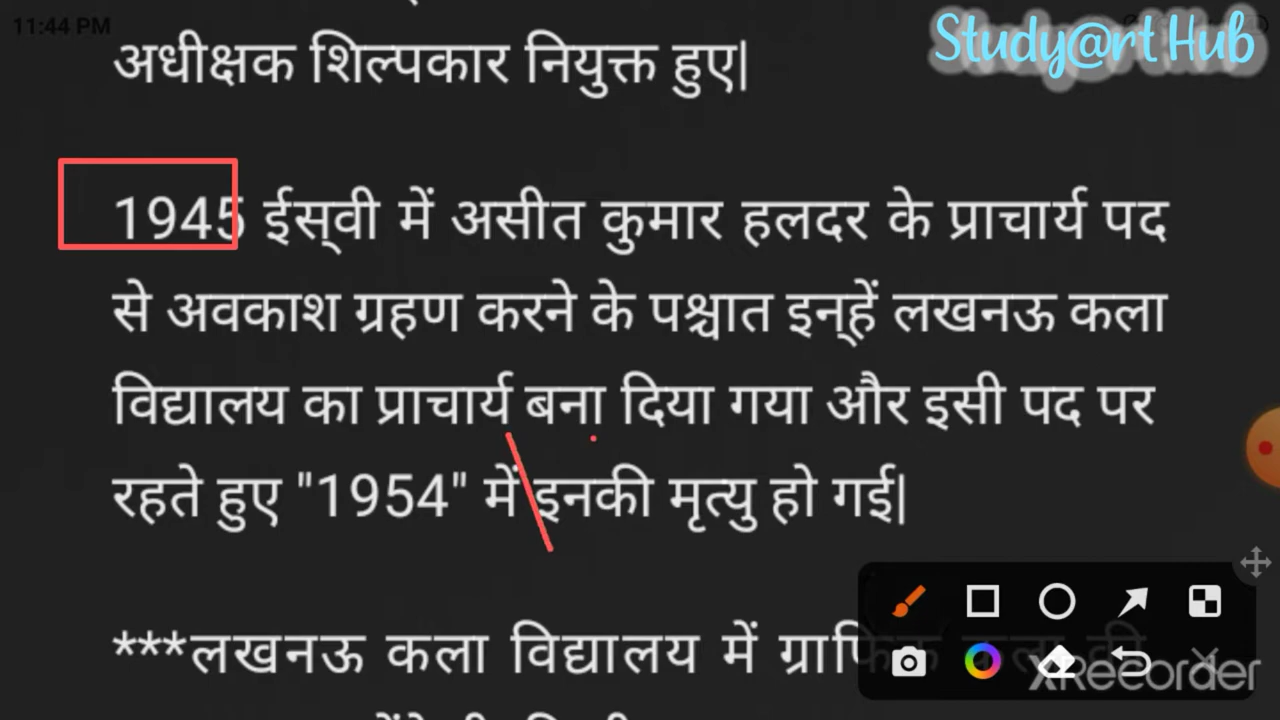 11:44 PM
Study@rt Hub
अधीक्षक शिल्पकार नियुक्त हुए|
1945 ईस्वी में असीत कुमार हलदर के प्राचार्य पद
से अवकाश ग्रहण करने के पश्चात इन्हें लखनऊ कला
विद्यालय का प्राचार्य बना दिया गया और इसी पद पर
रहते हुए "1954" में इनकी मृत्यु हो गई|
***लखनऊ कला विद्यालय में ग्राफिक कला की
XRecorder